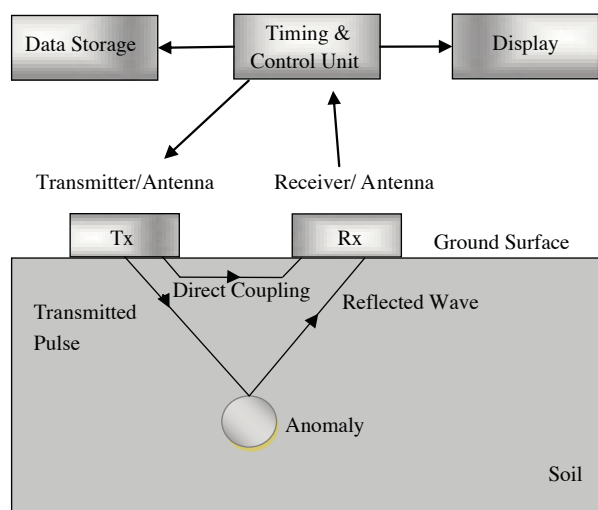 Data Storage
Timing &
Control Unit
Display
Transmitter/Antenna
Receiver/ Antenna
Tx
Rx
Ground Surface
Direct Coupling
Reflected Wave
Transmitted
Pulse
Anomaly
Soil